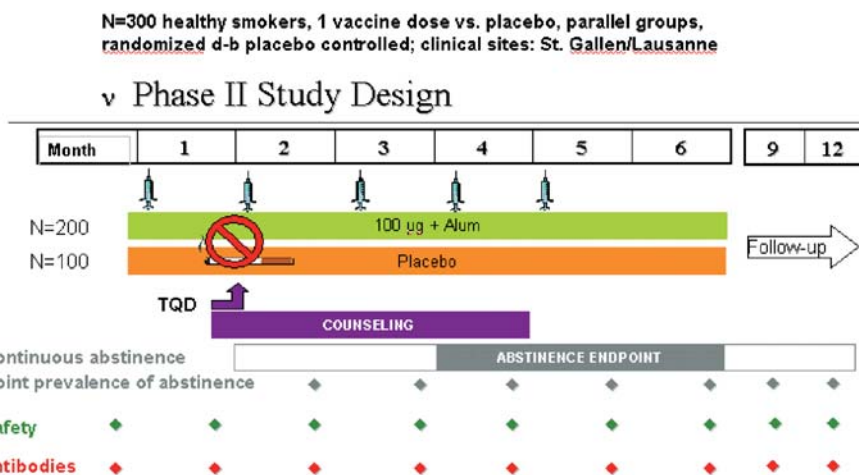 N=300 healthy smokers, 1 vaccine dose vs. placebo, parallel groups,
randomized d-b placebo controlled; clinical sites: St. Gallen/Lausanne
ν Phase II Study Design
Month 1 2 3 4 5 6 9 12
N=200 100 µg + Alum
N=100 Placebo
Follow-up
TQD
COUNSELING
ontinuous abstinence ABSTINENCE ENDPOINT
oint prevalence of abstinence
afety
ntibodies